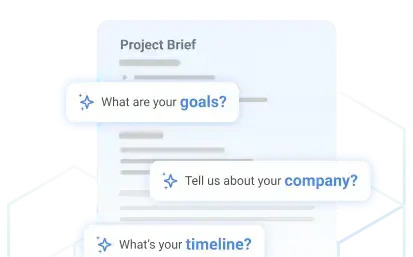 Project Brief
What are your goals?
Tell us about your company?
What's your timeline?